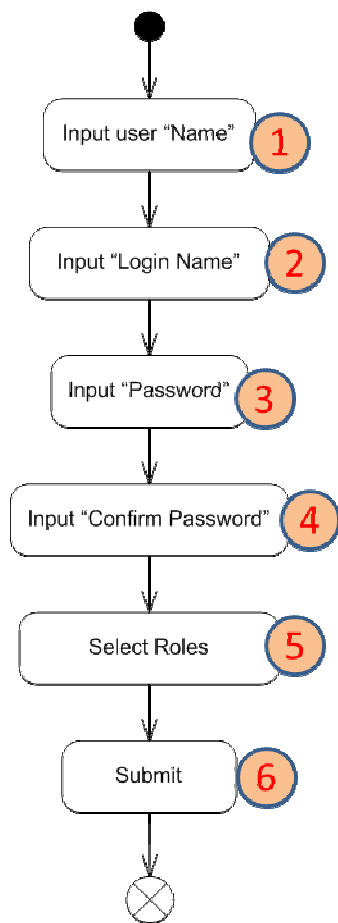 Input user “Name”
1
Input “Login Name”
2
Input “Password”
3
Input “Confirm Password”
4
Select Roles
5
Submit
6